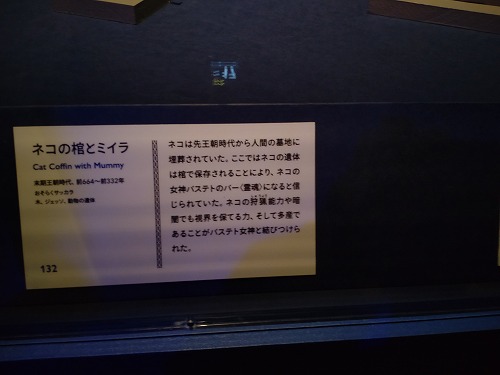 ネコの棺とミイラ
Cat Coffin with Mummy
末期王朝時代、前664～前332年
おそらくサッカラ
木、ジェッソ、動物の遺体
132
ネコは先王朝時代から人間の墓地に
埋葬されていた。ここではネコの遺体
は棺で保存されることにより、ネコの
女神バステトのバー〈霊魂〉になると信
じられていた。ネコの狩猟能力や暗
闇でも視界を保てる力、そして多産で
あることがバステト女神と結びつけら
れた。